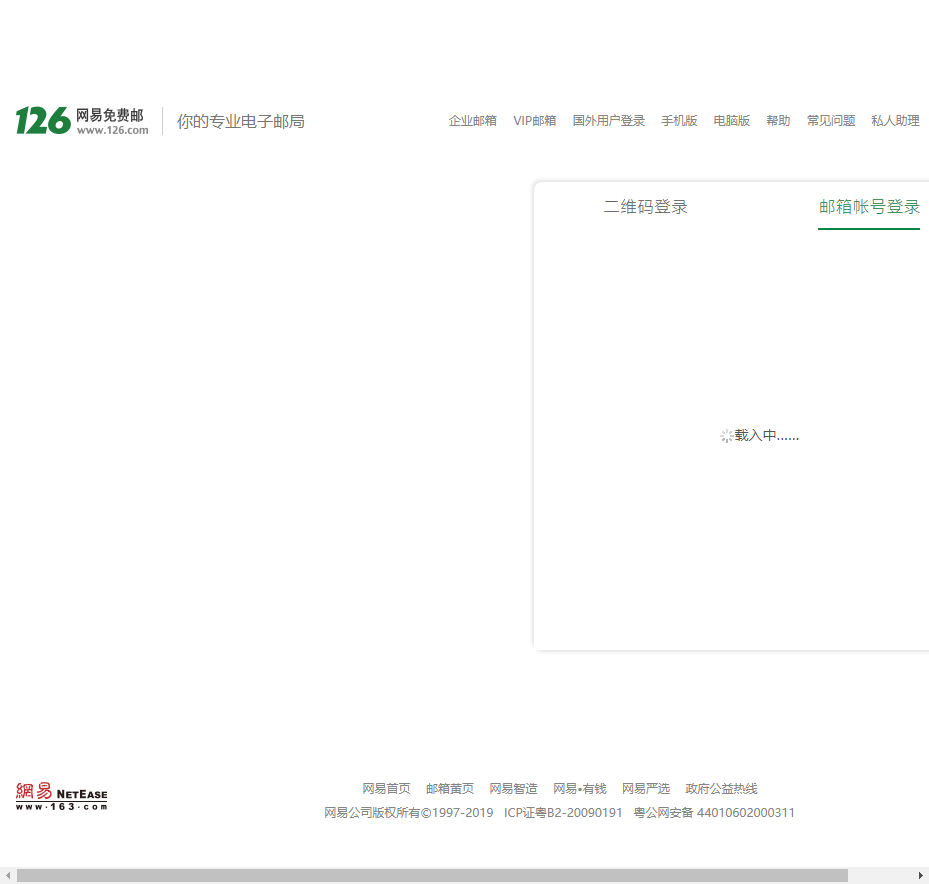 126 网易免费邮 www.126.com 你的专业电子邮局 企业邮箱 VIP邮箱 国外用户登录 手机版 电脑版 帮助 常见问题 私人助理
二维码登录 邮箱帐号登录
载入中......
網易 NETEASE www.163.com
网易首页 邮箱黄页 网易智造 网易•有钱 网易严选 政府公益热线
网易公司版权所有©1997-2019 ICP证粤B2-20090191 粤公网安备 44010602000311